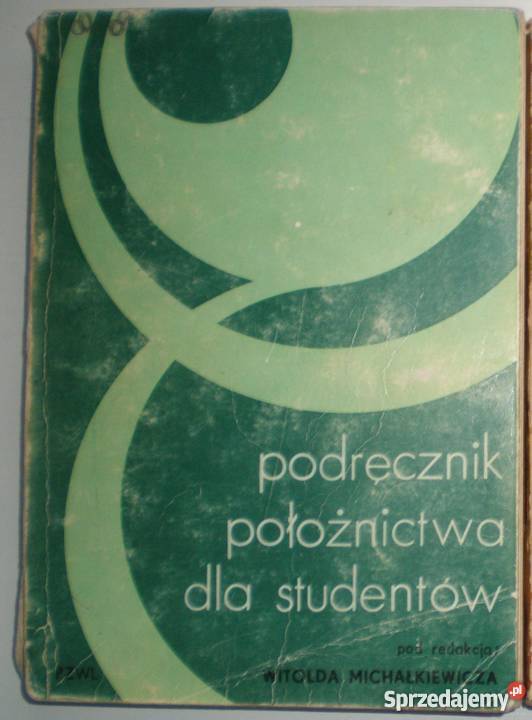 podręcznik
położnictwa
dla studentów
pod redakcją:
PZWL WITOLDA MICHAŁKIEWICZA
Sprzedajemy.pl